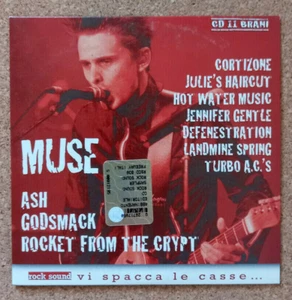 CD 11 BRANI
CORTIZONE
JULIE'S HAIRCUT
HOT WATER MUSIC
JENNIFER GENTLE
DEFENESTRATION
LANDMINE SPRING
TURBO A.C.'S
MUSE
ASH
GODSMACK
ROCKET FROM THE CRYPT
rock sound vi spacca le casse...